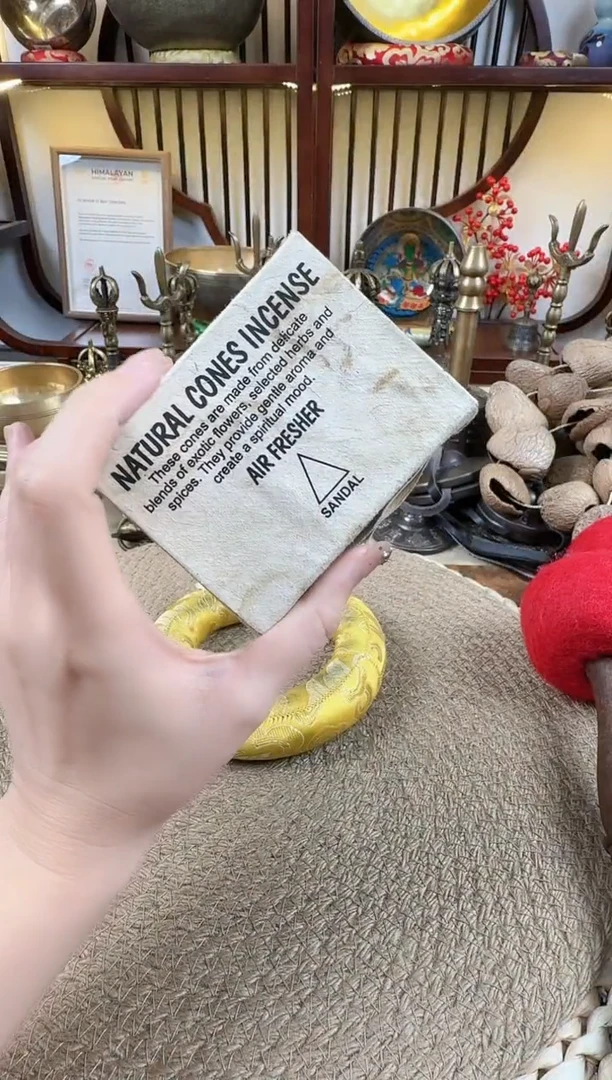 HIMALAYAN
NATURAL CONES INCENSE
These cones are made from delicate
blends of exotic flowers, selected herbs and
spices. They provide gentle aroma and
create a spiritual mood.
AIR FRESHER
SANDAL